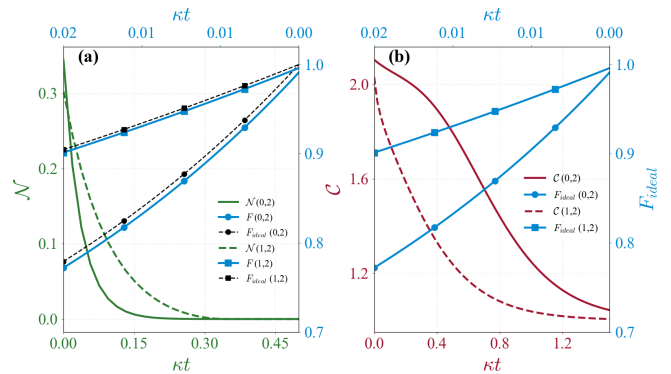 κt κt
0.02 0.01 0.01 0.00 0.02 0.01 0.01 0.00
(a) (b)
1.0 1.0
0.3 2.0
0.9 0.9
0.2 1.6
𝒩 𝒞 F_ideal
𝒩 (0,2)
F (0,2)
F_ideal (0,2)
𝒩 (1,2)
F (1,2)
F_ideal (1,2)
𝒞 (0,2)
F_ideal (0,2)
𝒞 (1,2)
F_ideal (1,2)
0.1 0.8 1.2 0.8
0.0 0.7 0.7
0.00 0.15 0.30 0.45 0.0 0.4 0.8 1.2
κt κt